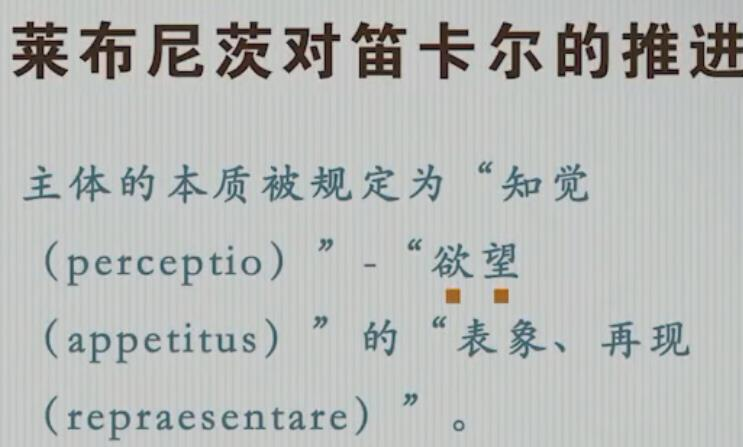 莱布尼茨对笛卡尔的推进
主体的本质被规定为“知觉
（perceptio）”-“欲望
（appetitus）”的“表象、再现
（repraesentare）”。